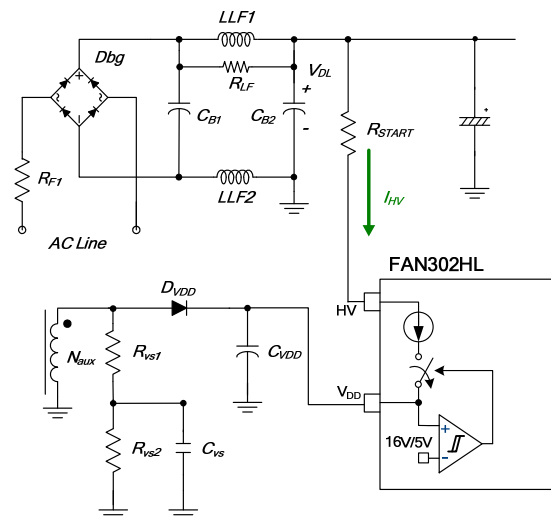 LLF1
Dbg
RLF
VDL
+
-
CB1
CB2
RSTART
+
RF1
LLF2
IHV
AC Line
FAN302HL
DVDD
HV
Naux
Rvs1
CVDD
VDD
+
16V/5V
-
Rvs2
Cvs